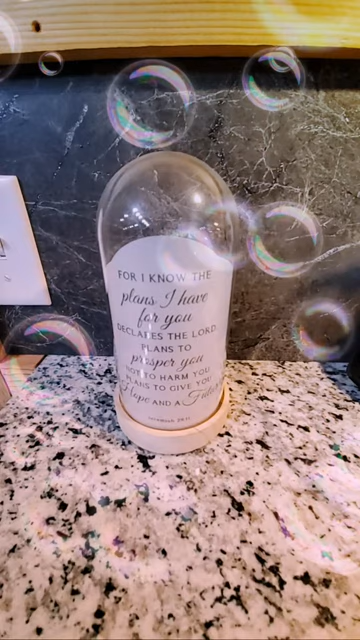 FOR I KNOW THE
plans I have
for you
DECLARES THE LORD
PLANS TO
prosper you
NOT TO HARM YOU
PLANS TO GIVE YOU
Hope AND A Future